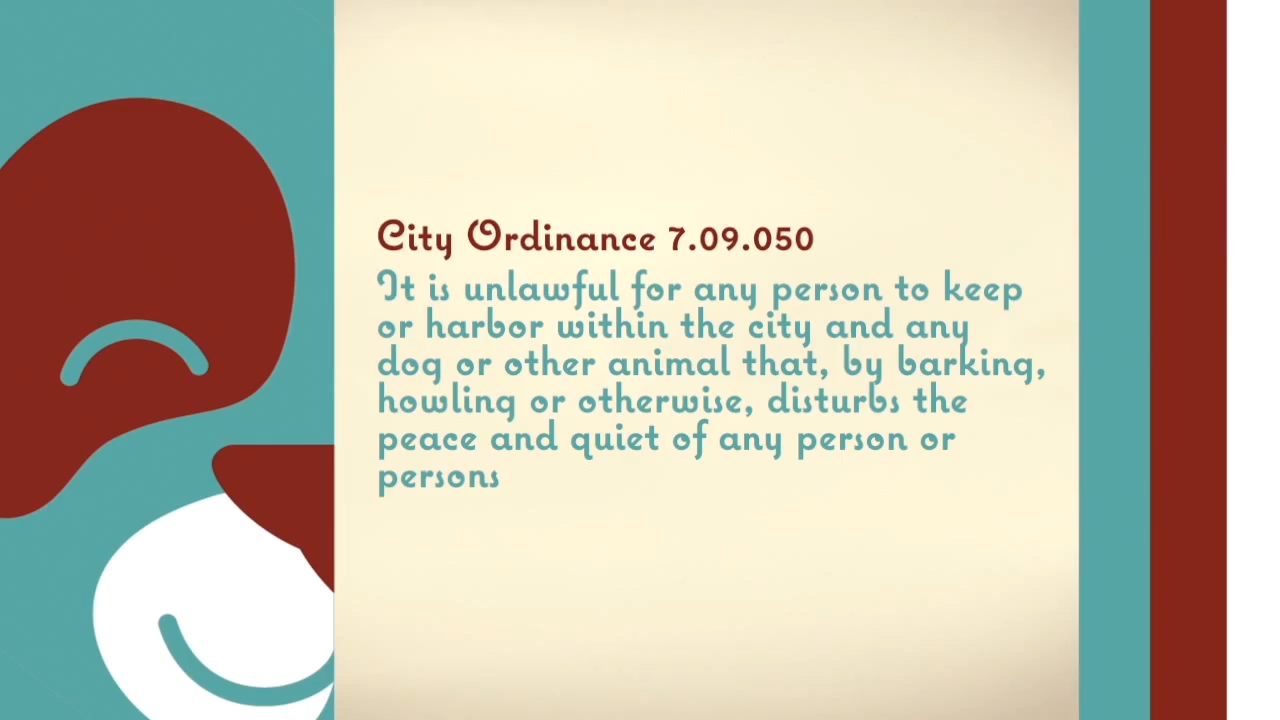 City Ordinance 7.09.050
It is unlawful for any person to keep
or harbor within the city and any
dog or other animal that, by barking,
howling or otherwise, disturbs the
peace and quiet of any person or
persons